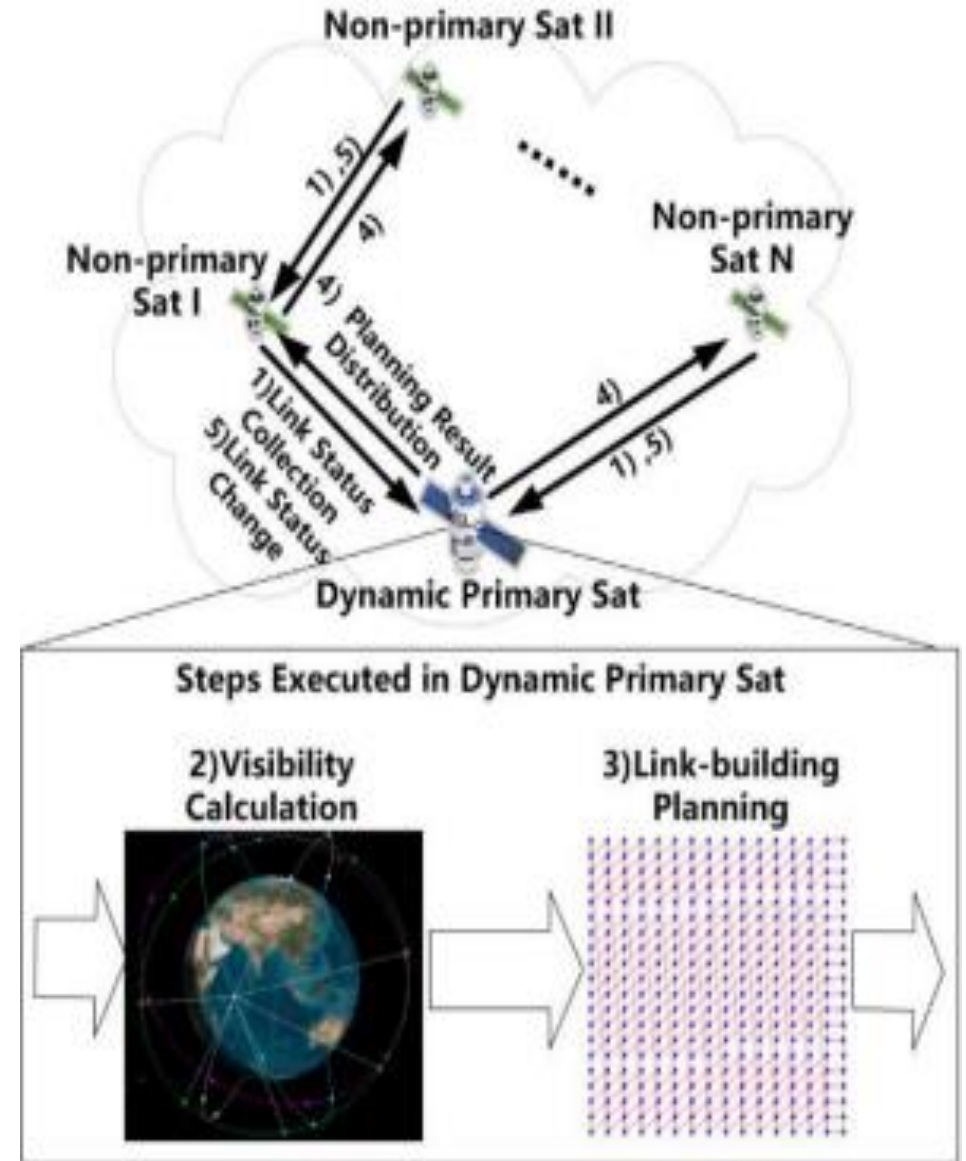 Non-primary Sat II
1) ,5)
4)
Non-primary
Sat N
Non-primary
Sat I
4) Planning Result
Distribution
1)Link Status
Collection
5)Link Status
Change
4)
1) ,5)
Dynamic Primary Sat
Steps Executed in Dynamic Primary Sat
2)Visibility
Calculation
3)Link-building
Planning